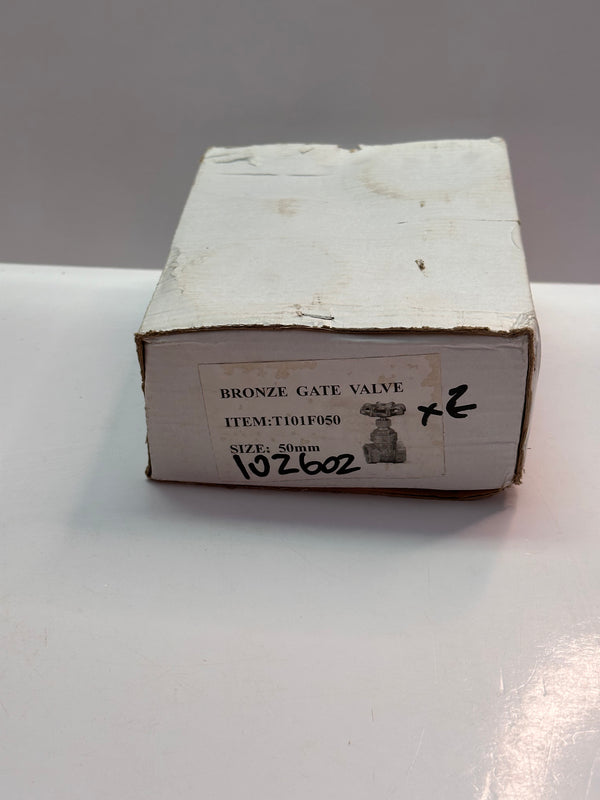 BRONZE GATE VALVE
ITEM:T101F050
x2
SIZE: 50mm
102602